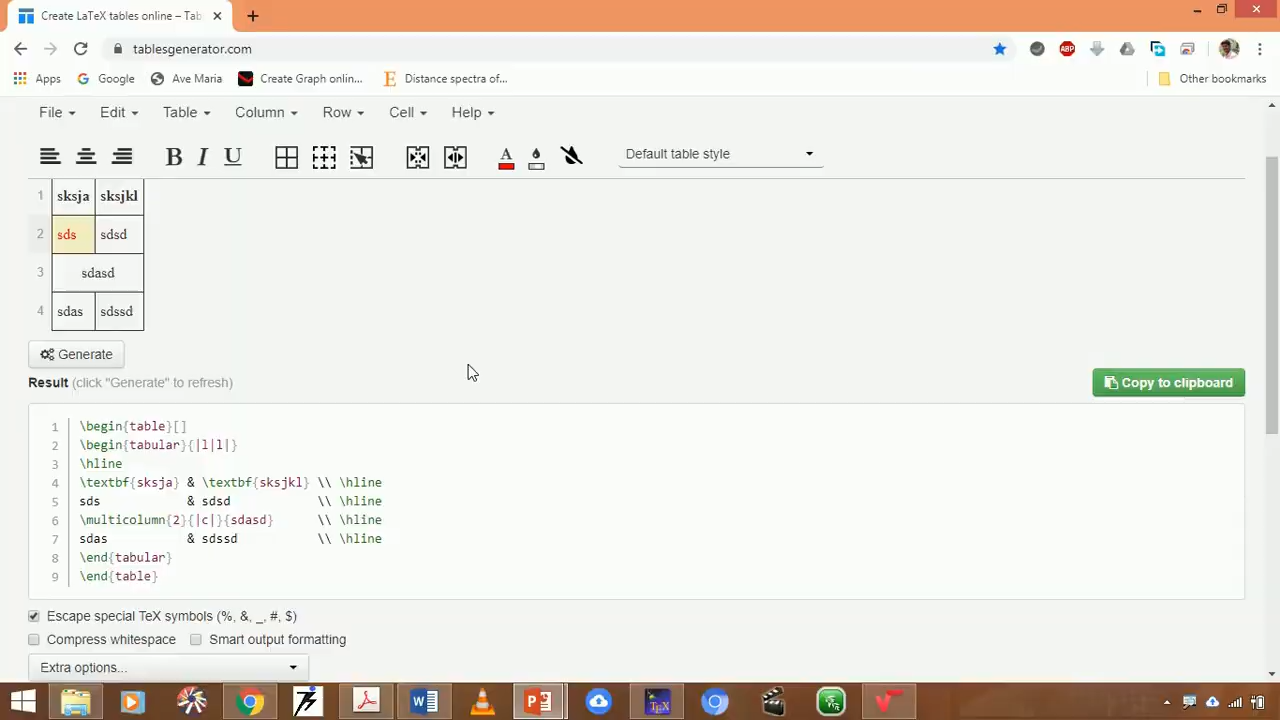 Create LaTeX tables online – Tab
tablesgenerator.com
ABP
Apps Google Ave Maria Create Graph onlin... E Distance spectra of... Other bookmarks
File Edit Table Column Row Cell Help
B I U A Default table style
1 sksja sksjkl
2 sds sdsd
3 sdasd
4 sdas sdssd
Generate
Result (click "Generate" to refresh)
Copy to clipboard
1 \begin{table}[]
2 \begin{tabular}{|l|l|}
3 \hline
4 \textbf{sksja} & \textbf{sksjkl} \\ \hline
5 sds & sdsd \\ \hline
6 \multicolumn{2}{|c|}{sdasd} \\ \hline
7 sdas & sdssd \\ \hline
8 \end{tabular}
9 \end{table}
Escape special TeX symbols (%, &, _, #, $)
Compress whitespace Smart output formatting
Extra options...